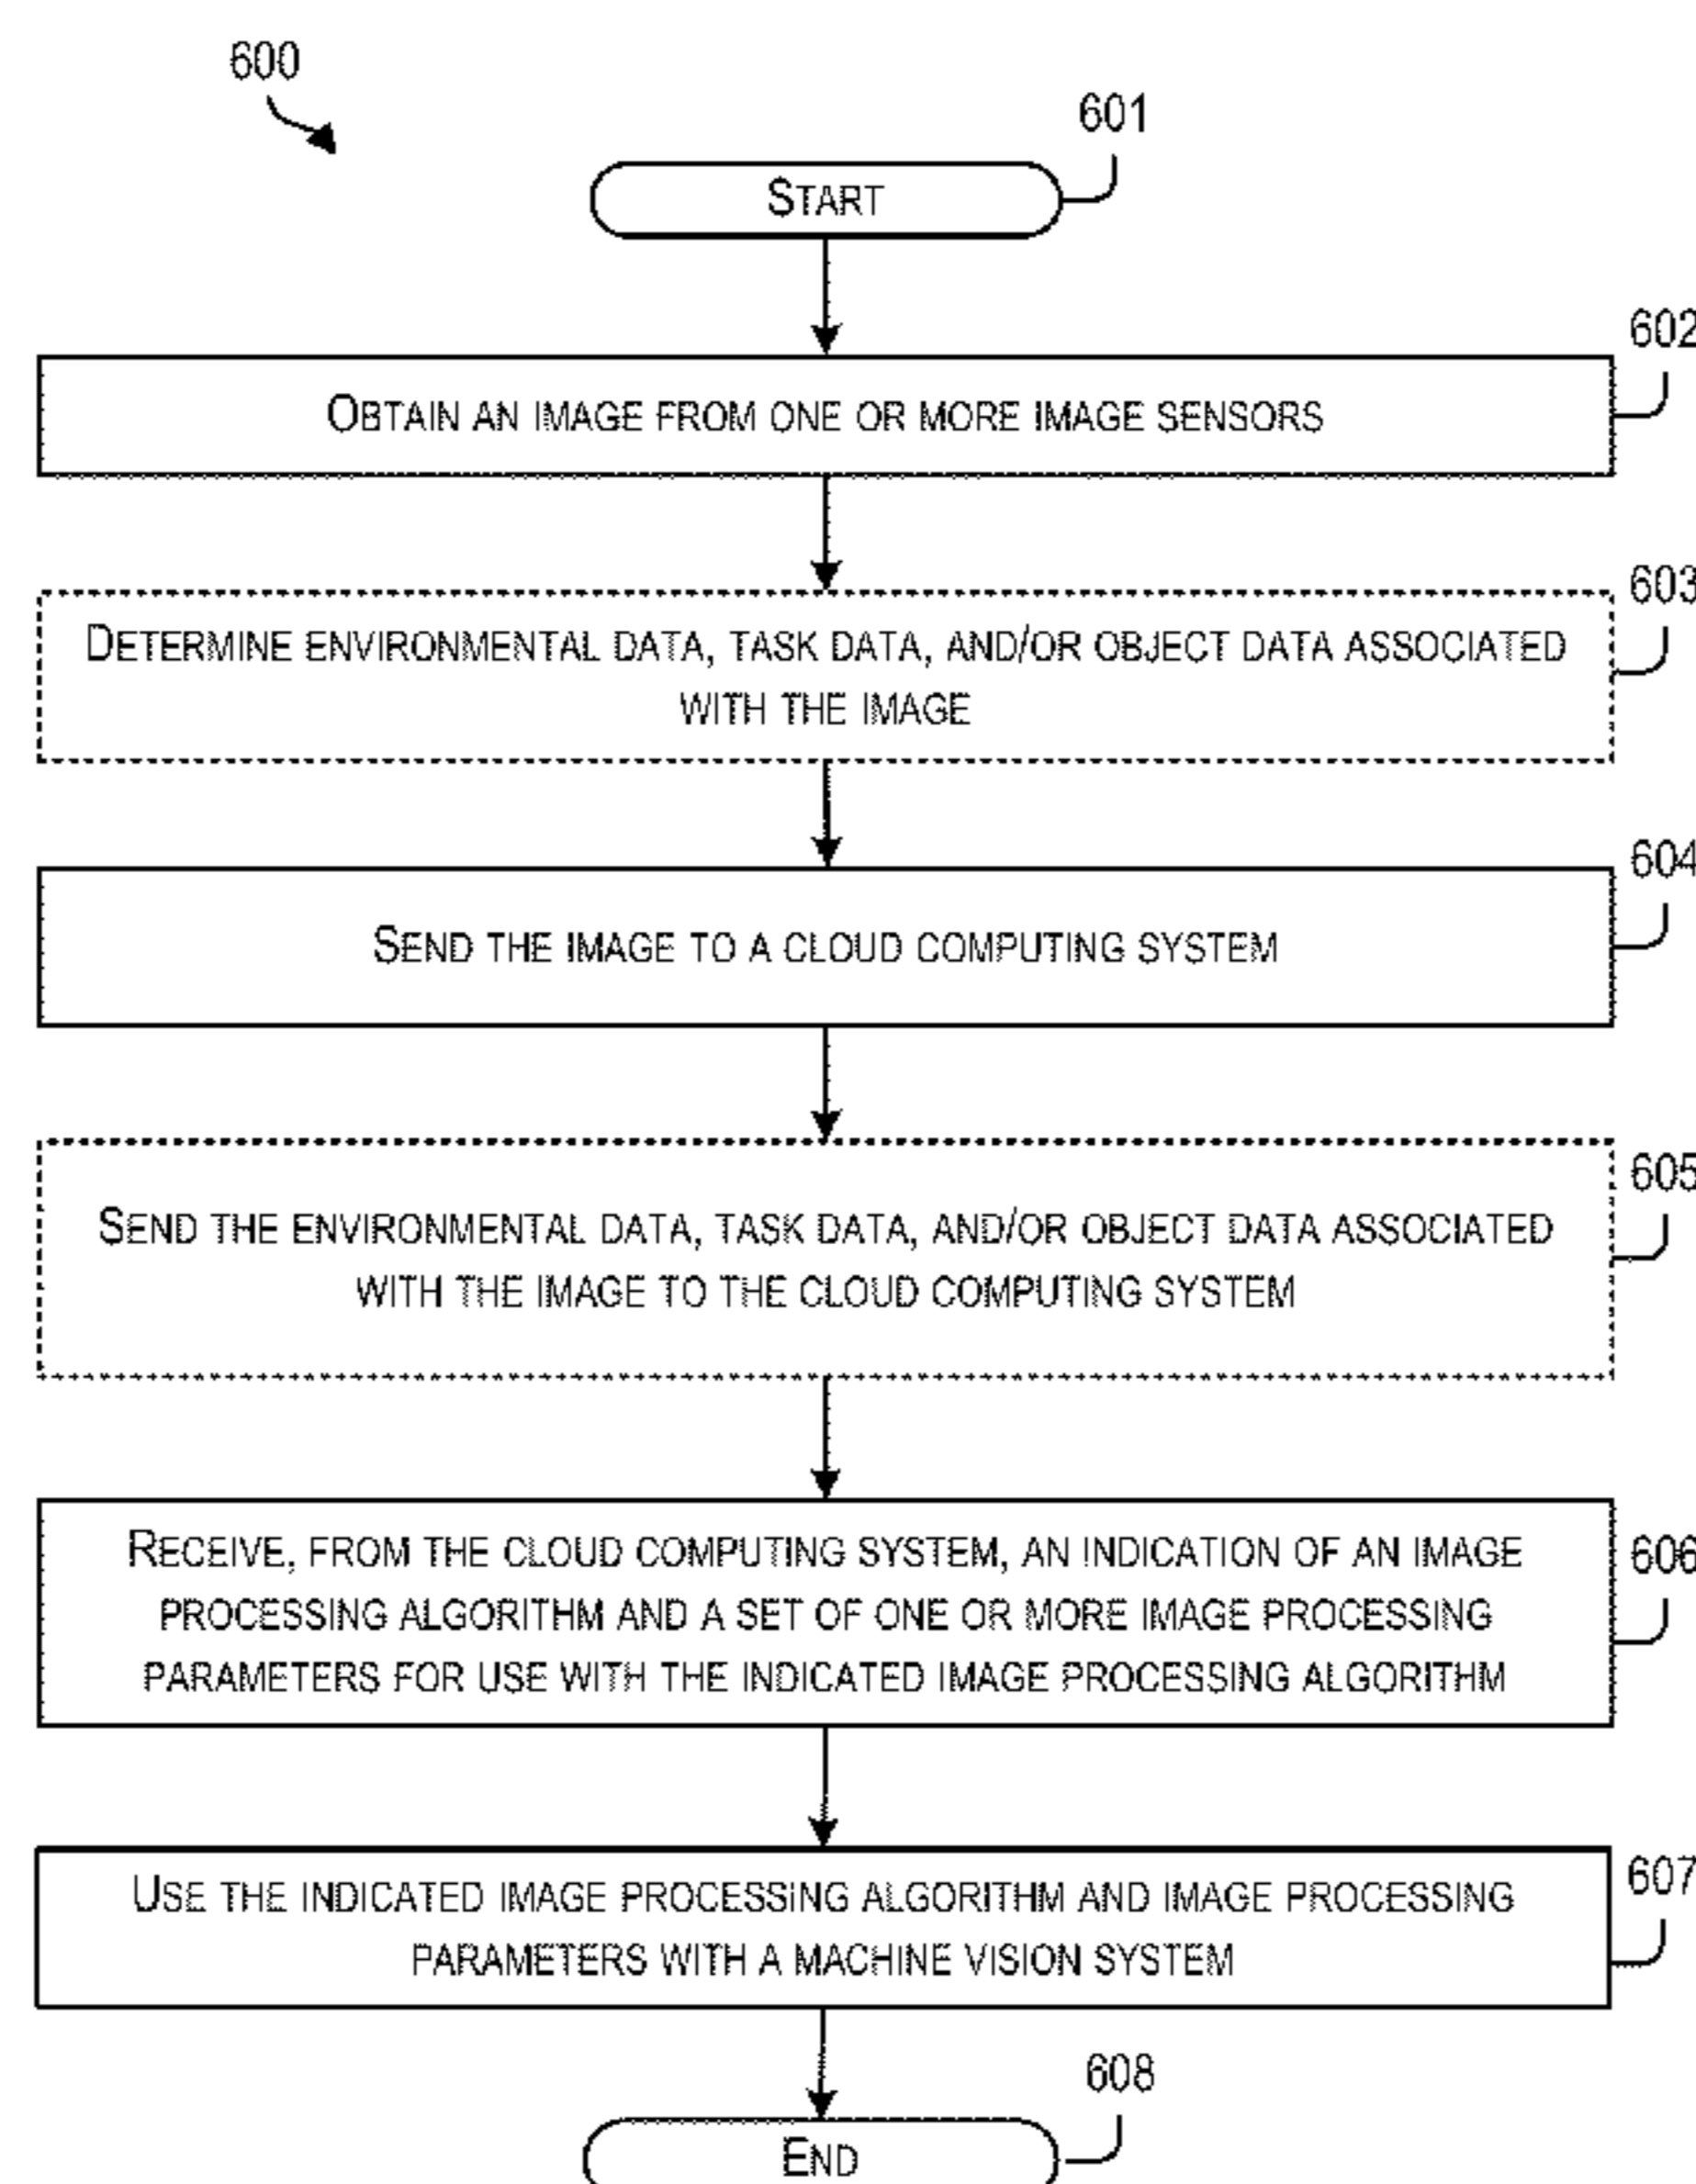 600
601
START
602
OBTAIN AN IMAGE FROM ONE OR MORE IMAGE SENSORS
603
DETERMINE ENVIRONMENTAL DATA, TASK DATA, AND/OR OBJECT DATA ASSOCIATED
WITH THE IMAGE
604
SEND THE IMAGE TO A CLOUD COMPUTING SYSTEM
605
SEND THE ENVIRONMENTAL DATA, TASK DATA, AND/OR OBJECT DATA ASSOCIATED
WITH THE IMAGE TO THE CLOUD COMPUTING SYSTEM
606
RECEIVE, FROM THE CLOUD COMPUTING SYSTEM, AN INDICATION OF AN IMAGE
PROCESSING ALGORITHM AND A SET OF ONE OR MORE IMAGE PROCESSING
PARAMETERS FOR USE WITH THE INDICATED IMAGE PROCESSING ALGORITHM
607
USE THE INDICATED IMAGE PROCESSING ALGORITHM AND IMAGE PROCESSING
PARAMETERS WITH A MACHINE VISION SYSTEM
608
END